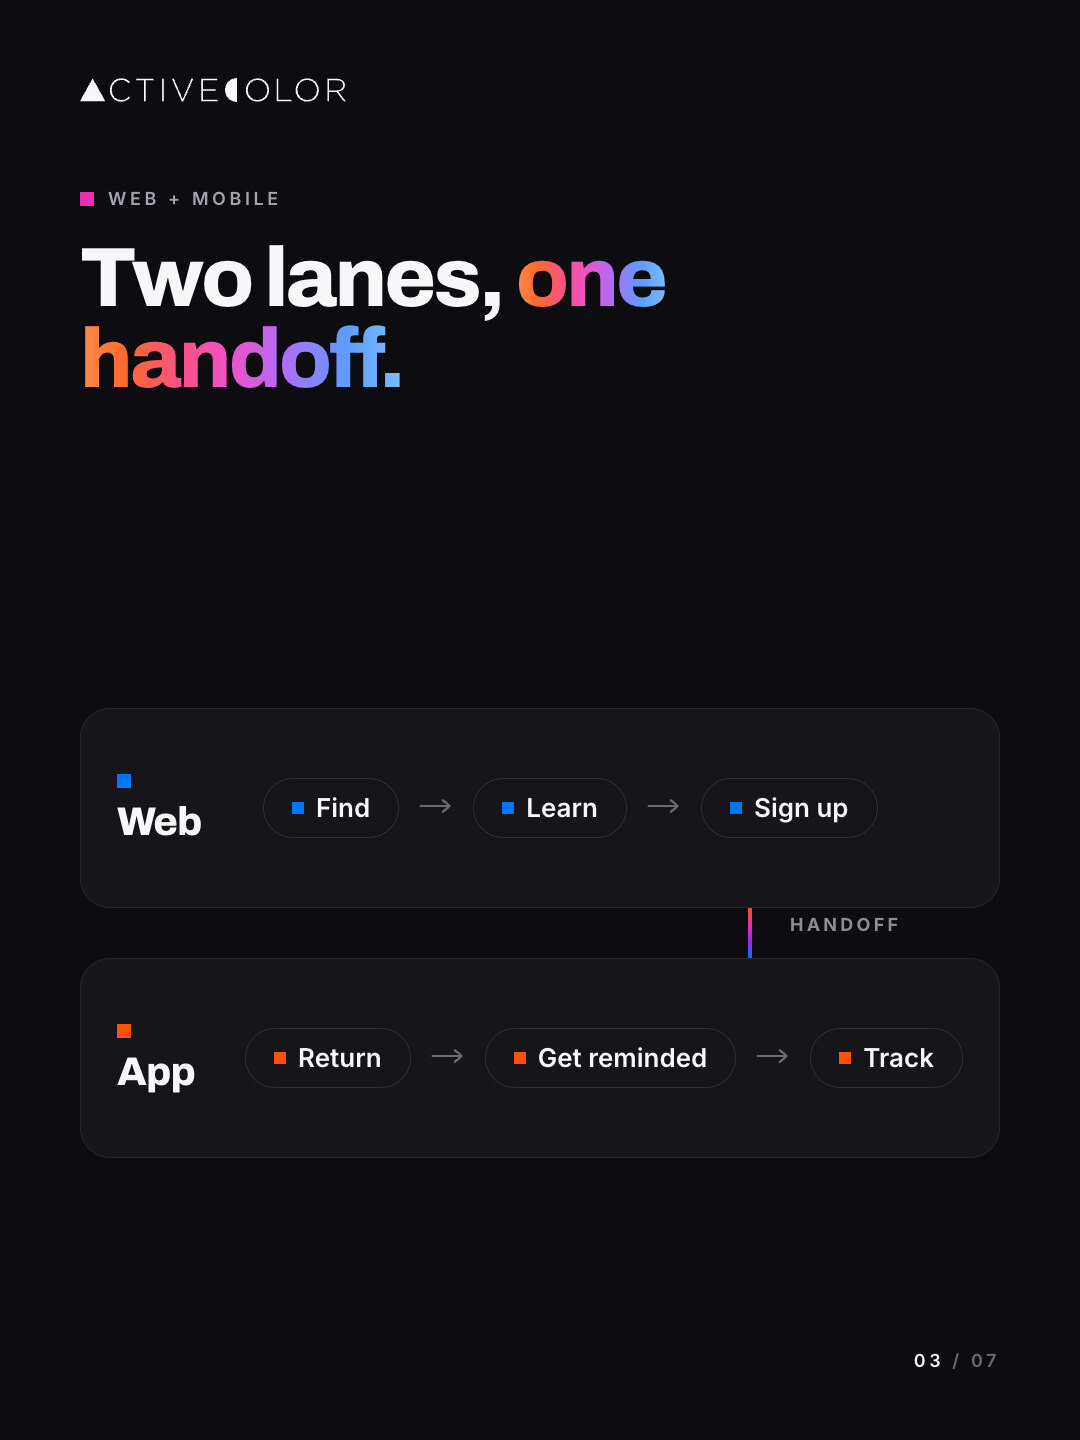 ACTIVECOLOR
WEB + MOBILE
Two lanes, one
handoff.
Web
Find → Learn → Sign up
HANDOFF
App
Return → Get reminded → Track
03 / 07